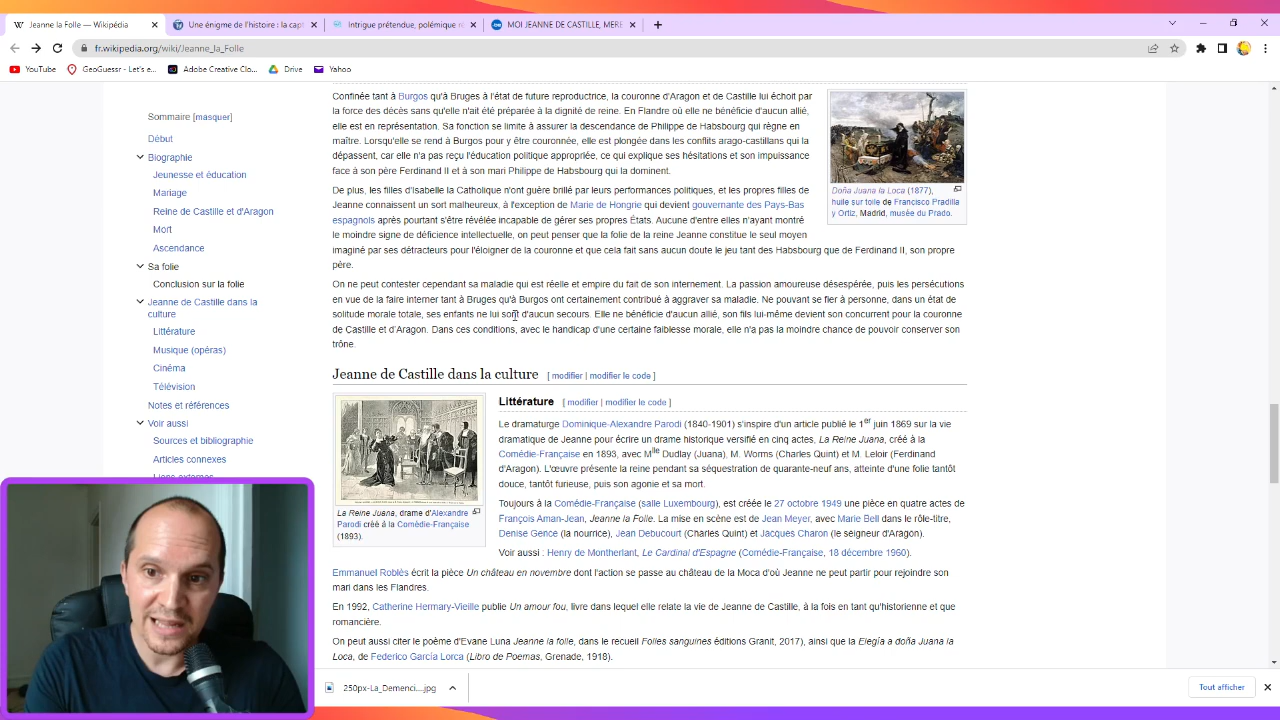 Jeanne la Folle — Wikipédia
Une énigme de l'histoire : la capt
Intrigue prétendue, polémique r
MOI JEANNE DE CASTILLE, MERE
fr.wikipedia.org/wiki/Jeanne_la_Folle
YouTube
GeoGuessr - Let's e...
Adobe Creative Clo...
Drive
Yahoo
Sommaire [masquer]
Début
Biographie
Jeunesse et éducation
Mariage
Reine de Castille et d'Aragon
Mort
Ascendance
Sa folie
Conclusion sur la folie
Jeanne de Castille dans la
culture
Littérature
Musique (opéras)
Cinéma
Télévision
Notes et références
Voir aussi
Sources et bibliographie
Articles connexes
Liens externes
Confinée tant à Burgos qu'à Bruges à l'état de future reproductrice, la couronne d'Aragon et de Castille lui échoit par
la force des décès sans qu'elle n'ait été préparée à la dignité de reine. En Flandre où elle ne bénéficie d'aucun allié,
elle est en représentation. Sa fonction se limite à assurer la descendance de Philippe de Habsbourg qui règne en
maître. Lorsqu'elle se rend à Burgos pour y être couronnée, elle est plongée dans les conflits arago-castillans qui la
dépassent, car elle n'a pas reçu l'éducation politique appropriée, ce qui explique ses hésitations et son impuissance
face à son père Ferdinand II et à son mari Philippe de Habsbourg qui la dominent.
De plus, les filles d'Isabelle la Catholique n'ont guère brillé par leurs performances politiques, et les propres filles de
Jeanne connaissent un sort malheureux, à l'exception de Marie de Hongrie qui devient gouvernante des Pays-Bas
espagnols après pourtant s'être révélée incapable de gérer ses propres États. Aucune d'entre elles n'ayant montré
le moindre signe de déficience intellectuelle, on peut penser que la folie de la reine Jeanne constitue le seul moyen
imaginé par ses détracteurs pour l'éloigner de la couronne et que cela fait sans aucun doute le jeu tant des Habsbourg que de Ferdinand II, son propre
père.
On ne peut contester cependant sa maladie qui est réelle et empire du fait de son internement. La passion amoureuse désespérée, puis les persécutions
en vue de la faire interner tant à Bruges qu'à Burgos ont certainement contribué à aggraver sa maladie. Ne pouvant se fier à personne, dans un état de
solitude morale totale, ses enfants ne lui sont d'aucun secours. Elle ne bénéficie d'aucun allié, son fils lui-même devient son concurrent pour la couronne
de Castille et d'Aragon. Dans ces conditions, avec le handicap d'une certaine faiblesse morale, elle n'a pas la moindre chance de pouvoir conserver son
trône.
Doña Juana la Loca (1877),
huile sur toile de Francisco Pradilla
y Ortiz, Madrid, musée du Prado.
Jeanne de Castille dans la culture [ modifier | modifier le code ]
La Reine Juana, drame d'Alexandre
Parodi créé à la Comédie-Française
(1893).
Littérature [ modifier | modifier le code ]
Le dramaturge Dominique-Alexandre Parodi (1840-1901) s'inspire d'un article publié le 1er juin 1869 sur la vie
dramatique de Jeanne pour écrire un drame historique versifié en cinq actes, La Reine Juana, créé à la
Comédie-Française en 1893, avec Mlle Dudlay (Juana), M. Worms (Charles Quint) et M. Leloir (Ferdinand
d'Aragon). L'œuvre présente la reine pendant sa séquestration de quarante-neuf ans, atteinte d'une folie tantôt
douce, tantôt furieuse, puis son agonie et sa mort.
Toujours à la Comédie-Française (salle Luxembourg), est créée le 27 octobre 1949 une pièce en quatre actes de
François Aman-Jean, Jeanne la Folle. La mise en scène est de Jean Meyer, avec Marie Bell dans le rôle-titre,
Denise Gence (la nourrice), Jean Debucourt (Charles Quint) et Jacques Charon (le seigneur d'Aragon).
Voir aussi : Henry de Montherlant, Le Cardinal d'Espagne (Comédie-Française, 18 décembre 1960).
Emmanuel Roblès écrit la pièce Un château en novembre dont l'action se passe au château de la Moca d'où Jeanne ne peut partir pour rejoindre son
mari dans les Flandres.
En 1992, Catherine Hermary-Vieille publie Un amour fou, livre dans lequel elle relate la vie de Jeanne de Castille, à la fois en tant qu'historienne et que
romancière.
On peut aussi citer le poème d'Evane Luna Jeanne la folle, dans le recueil Folles sanguines éditions Granit, 2017), ainsi que la Elegía a doña Juana la
Loca, de Federico García Lorca (Libro de Poemas, Grenade, 1918).
250px-La_Demenci,...jpg
Tout afficher